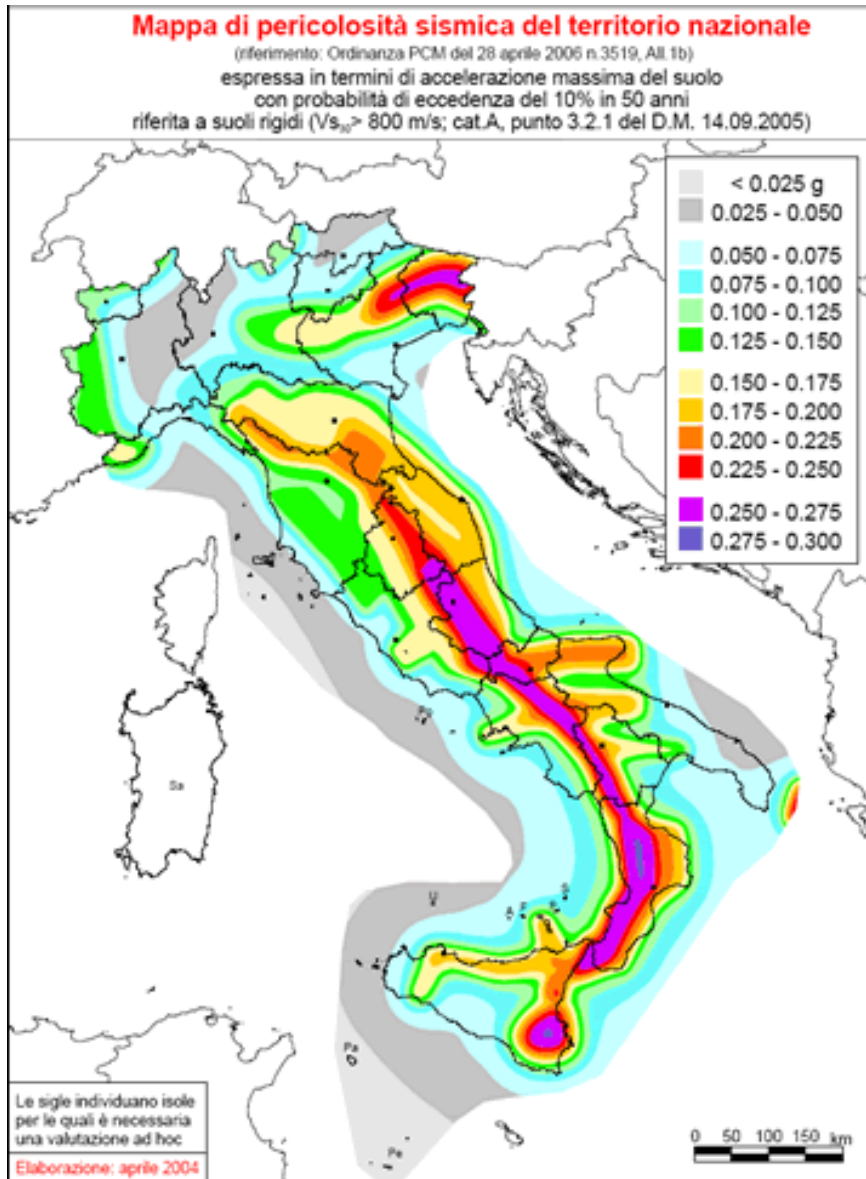 Mappa di pericolosità sismica del territorio nazionale
(riferimento: Ordinanza PCM del 28 aprile 2006 n.3519, All.1b)
espressa in termini di accelerazione massima del suolo
con probabilità di eccedenza del 10% in 50 anni
riferita a suoli rigidi (Vs₃₀> 800 m/s; cat.A, punto 3.2.1 del D.M. 14.09.2005)
< 0.025 g
0.025 - 0.050
0.050 - 0.075
0.075 - 0.100
0.100 - 0.125
0.125 - 0.150
0.150 - 0.175
0.175 - 0.200
0.200 - 0.225
0.225 - 0.250
0.250 - 0.275
0.275 - 0.300
Sa
U
A
Pa
Pe
Le sigle individuano isole
per le quali è necessaria
una valutazione ad hoc
Elaborazione: aprile 2004
0 50 100 150 km